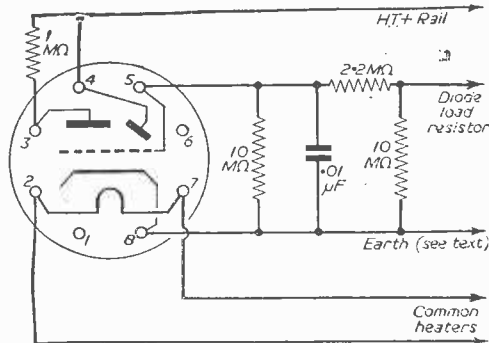 HT+ Rail
1
MΩ
4
5
2·2MΩ
Diode
load
resistor
3
6
10
MΩ
·01
μF
10
MΩ
2
7
1
8
Earth (see text)
Common
heaters